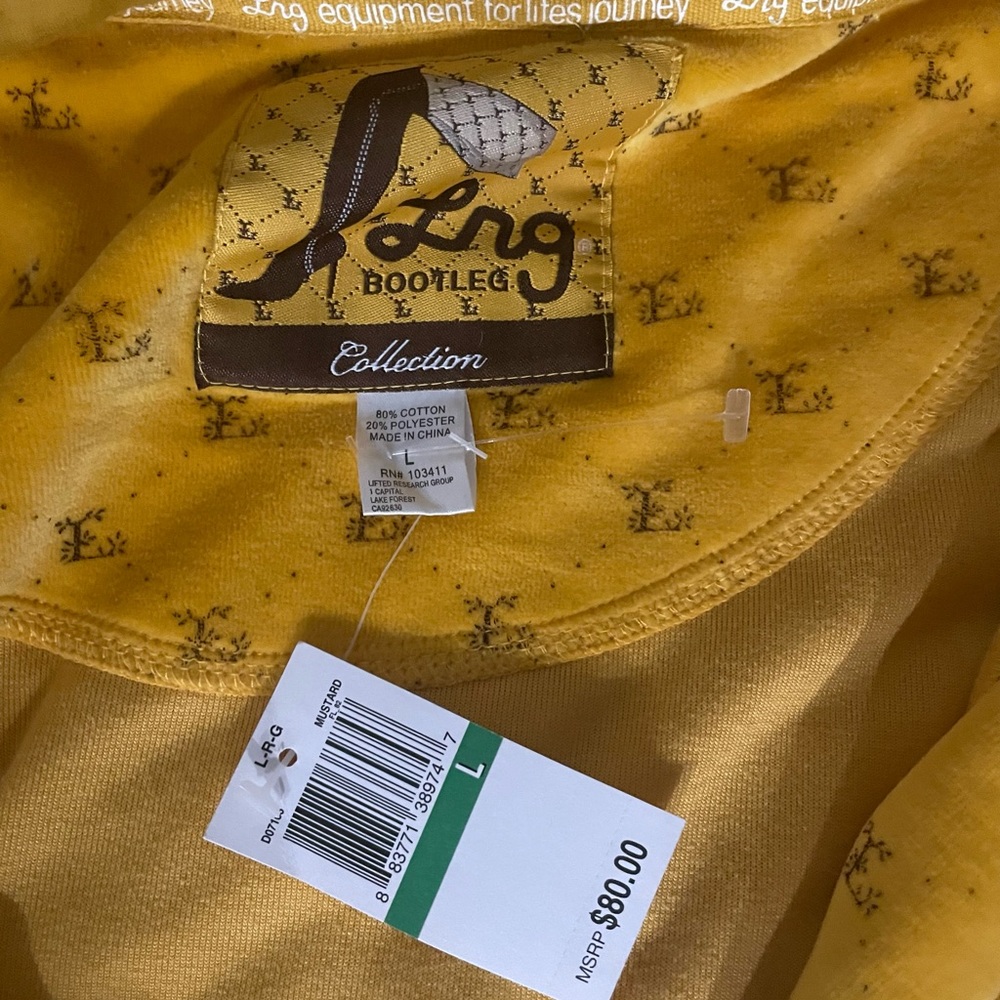 Lrg equipment for lifes journey Lrg
Lrg
BOOTLEG
Collection
80% COTTON
20% POLYESTER
MADE IN CHINA
L
RN# 103411
LIFTED RESEARCH GROUP
1 CAPITAL
LAKE FOREST
CA92630
L-R-G
MUSTARD
8 83771 38974 7
L
MSRP $80.00